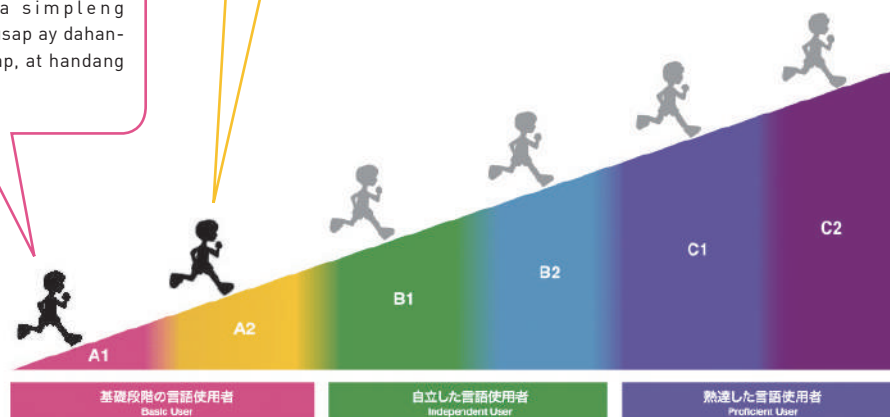 a simpleng
sap ay dahan-
p, at handang
A1
A2
B1
B2
C1
C2
基礎段階の言語使用者
Basic User
自立した言語使用者
Independent User
熟達した言語使用者
Proficient User